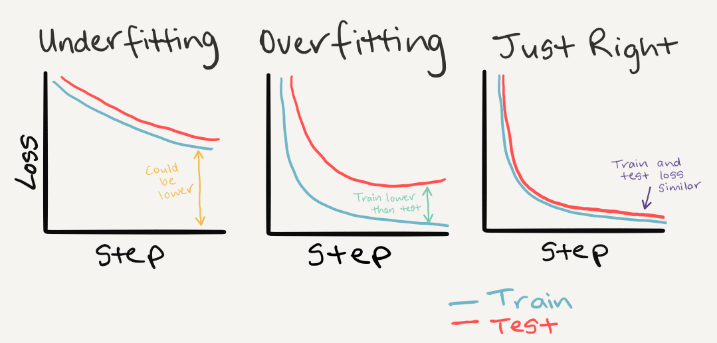 Underfitting
Overfitting
Just Right
Loss
Could
be
lower
Train lower
than test
Train and
test loss
similar
Step
Step
Step
Train
Test